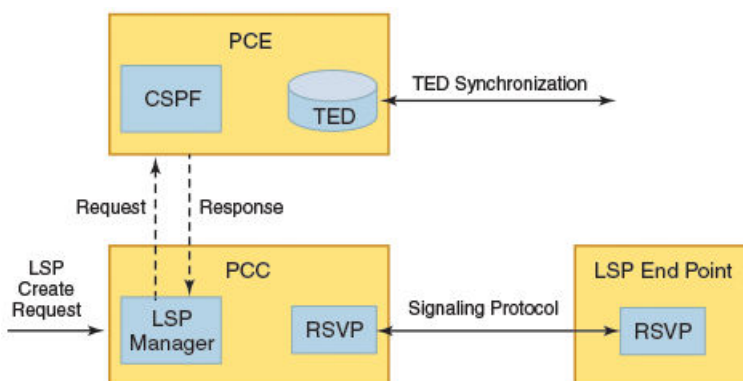 PCE
CSPF
TED
TED Synchronization
Request
Response
LSP
Create
Request
PCC
LSP
Manager
RSVP
Signaling Protocol
LSP End Point
RSVP